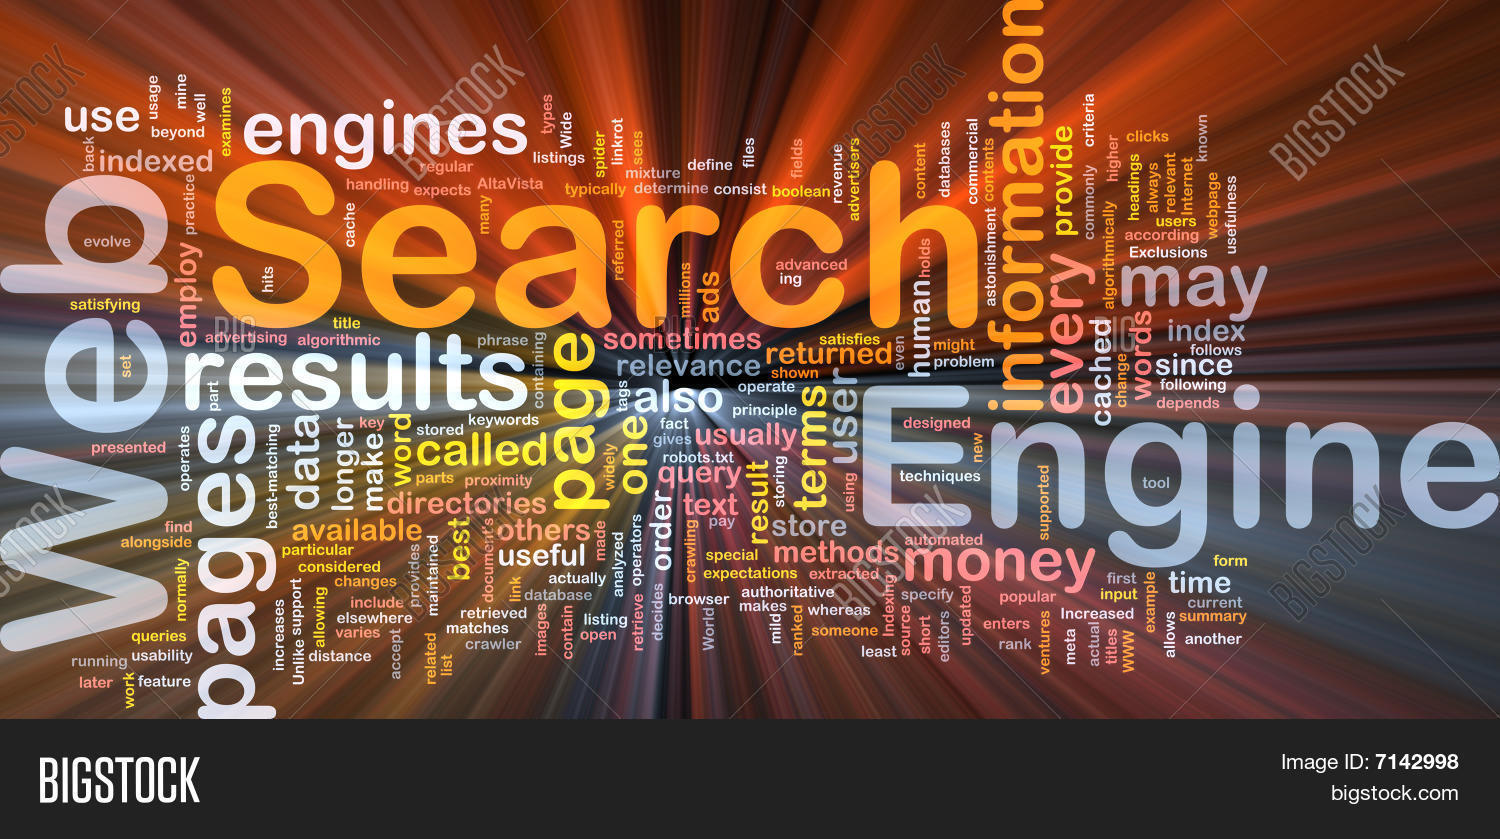 use
usage
mine
well
beyond
examines
engines
types
Wide
listings
spider
linkrot
sees
mixture
define
files
fields
revenue
advertisers
content
databases
commercial
contents
information
provide
criteria
higher
clicks
known
back
indexed
regular
handling
expects
AltaVista
many
typically
determine
consist
boolean
commonly
headings
always
relevant
Internet
webpage
usefulness
Web
evolve
practice
Search
cache
referred
hits
millions
ads
advanced
ing
holds
astonishment
algorithmically
users
according
Exclusions
may
satisfying
employ
title
advertising
algorithmic
phrase
containing
sometimes
satisfies
returned
even
human
might
problem
every
cached
change
words
index
follows
since
following
depends
set
results
part
page
relevance
shown
operate
tags
also
principle
user
Engine
presented
operates
pages
best-matching
data
longer
key
make
word
stored
keywords
called
parts
proximity
widely
one
fact
gives
usually
robots.txt
query
terms
designed
new
techniques
tool
directories
order
text
pay
result
storing
using
store
supported
find
alongside
available
particular
considered
changes
provides
maintained
best
document's
others
useful
made
analyzed
operators
actually
link
database
crawling
special
expectations
methods
extracted
automated
money
first
input
example
form
time
current
summary
normally
queries
increases
Unlike
support
allowing
include
elsewhere
varies
distance
accept
related
list
retrieved
matches
crawler
images
contain
listing
open
retrieve
decides
browser
World
authoritative
makes
mild
ranked
whereas
someone
Indexing
least
source
specify
short
editors
updated
popular
enters
rank
ventures
Increased
meta
actual
titles
WWW
allows
another
running
usability
later
work
feature
BIGSTOCK
Image ID: 7142998
bigstock.com